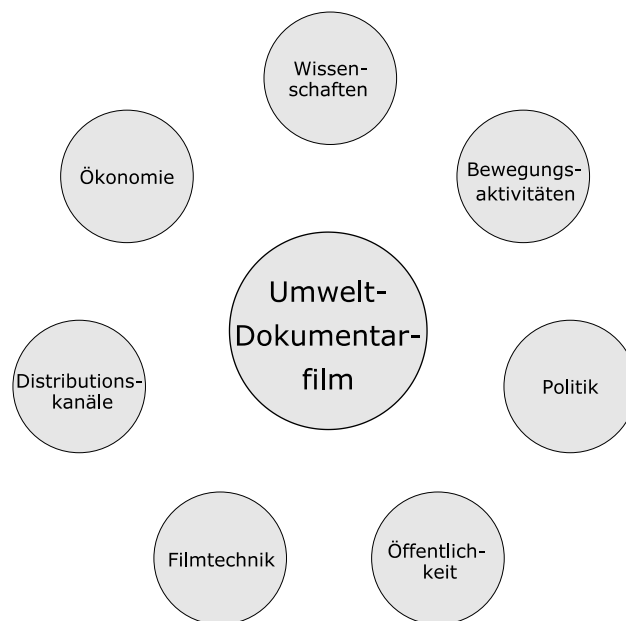 Wissen-
schaften
Ökonomie
Bewegungs-
aktivitäten
Umwelt-
Dokumentar-
film
Distributions-
kanäle
Politik
Filmtechnik
Öffentlich-
keit